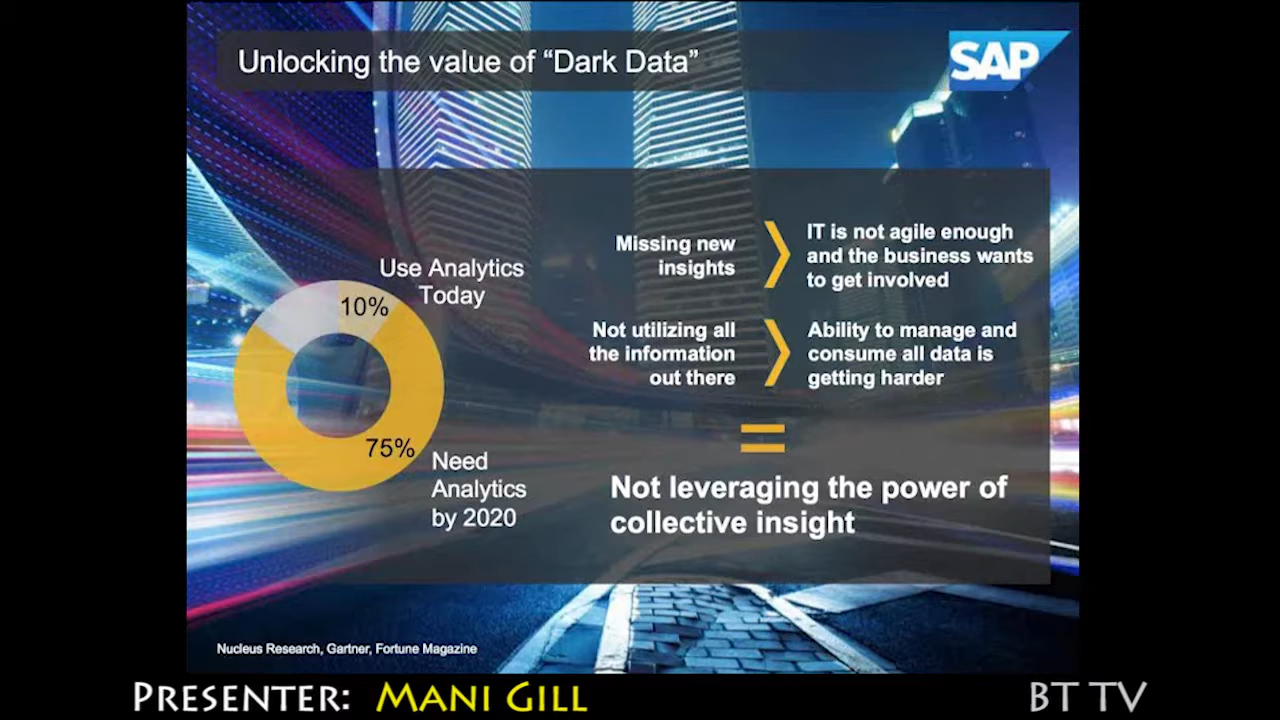 Unlocking the value of “Dark Data”
SAP
Use Analytics
Today
10%
75%
Need
Analytics
by 2020
Missing new
insights
IT is not agile enough
and the business wants
to get involved
Not utilizing all
the information
out there
Ability to manage and
consume all data is
getting harder
=
Not leveraging the power of
collective insight
Nucleus Research, Gartner, Fortune Magazine
PRESENTER: MANI GILL
BT TV